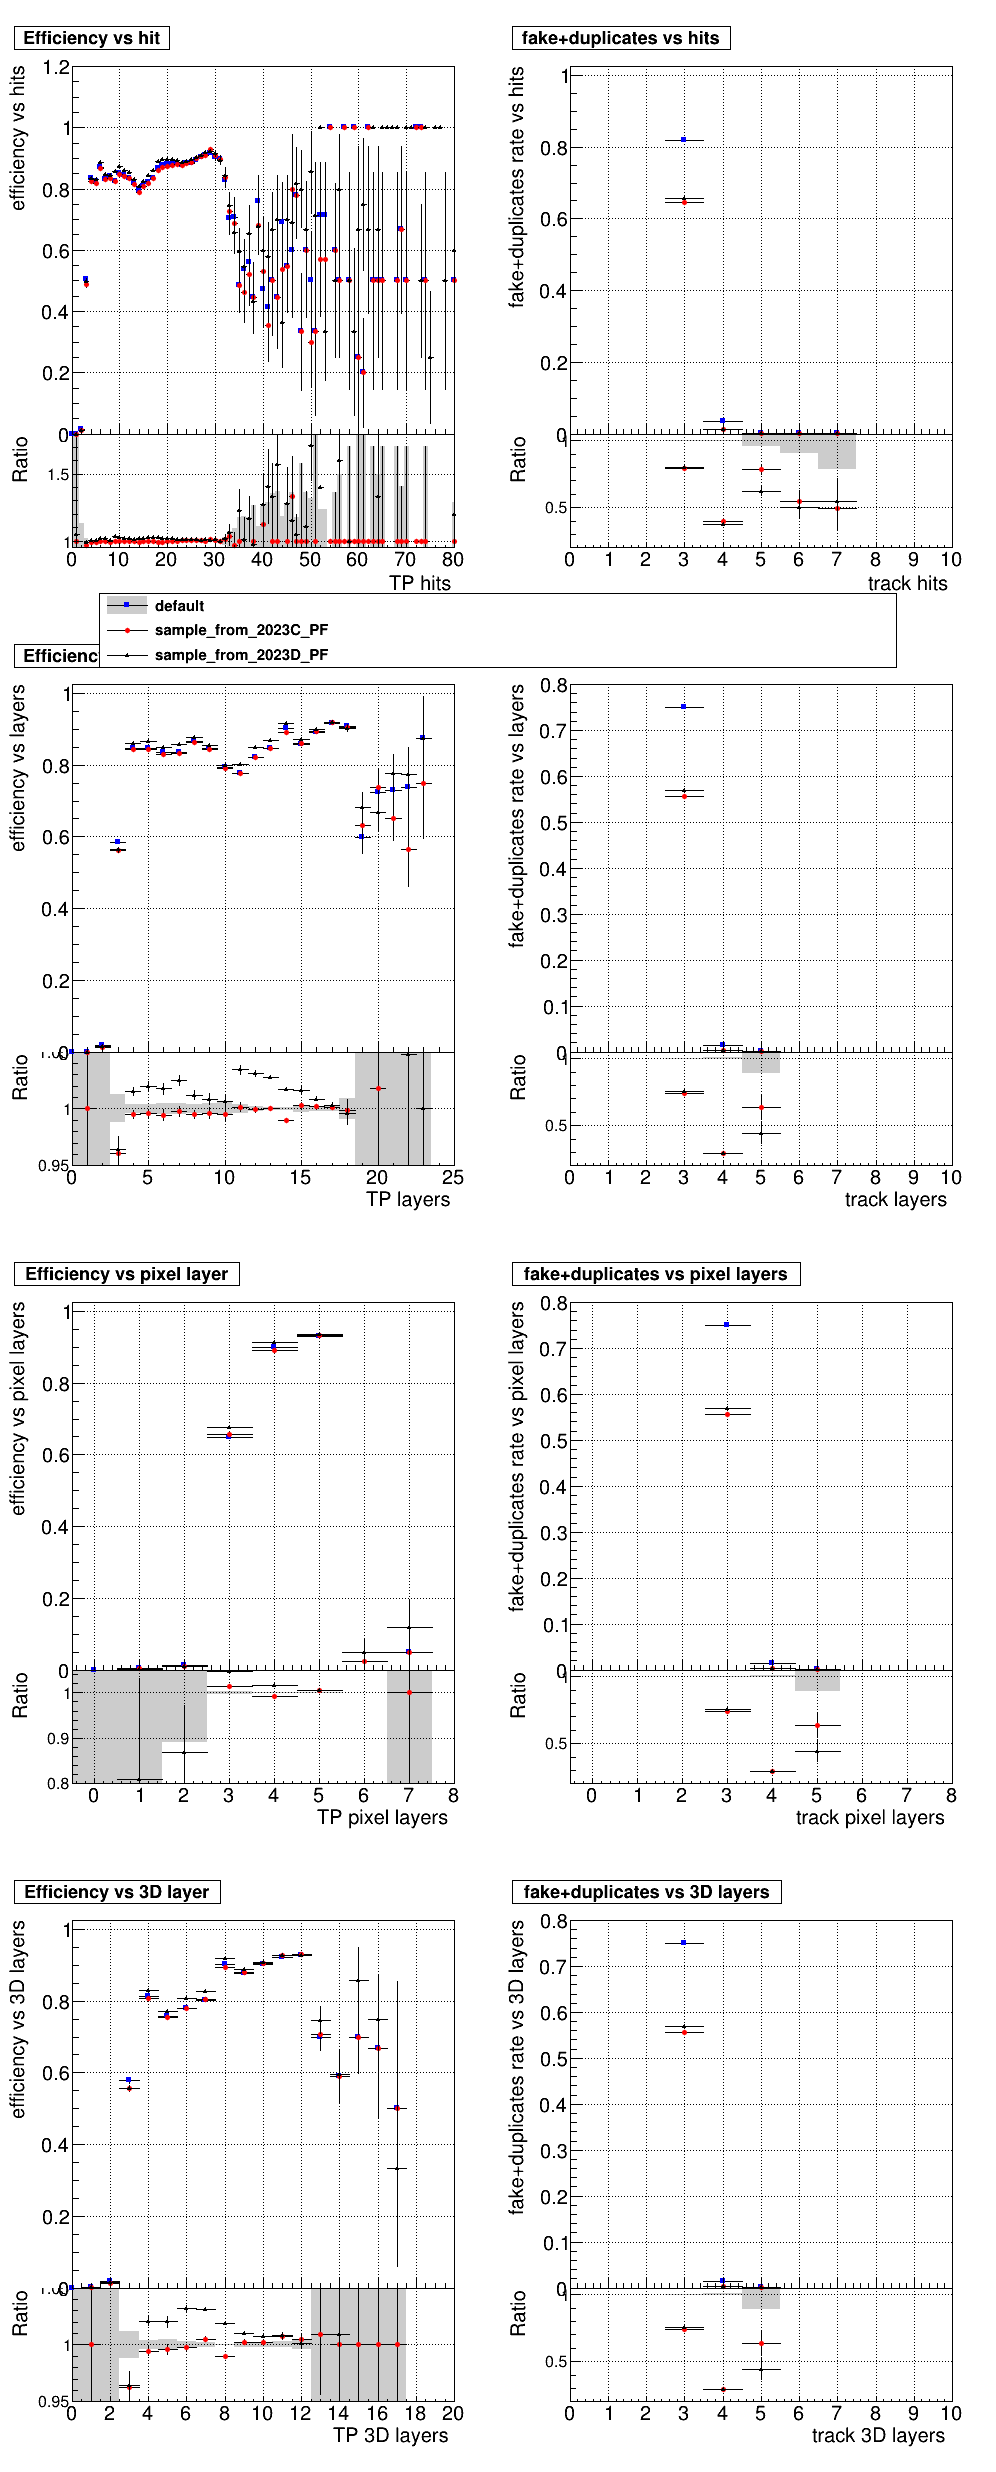 Efficiency vs hit
fake+duplicates vs hits
efficiency vs hits
1.2
1
0.8
0.6
0.4
0.2
0
Ratio
1.5
1
0 10 20 30 40 50 60 70 80
TP hits
fake+duplicates rate vs hits
1
0.8
0.6
0.4
0.2
0
Ratio
0.5
0 1 2 3 4 5 6 7 8 9 10
track hits
default
sample_from_2023C_PF
sample_from_2023D_PF
Efficienc
efficiency vs layers
1
0.8
0.6
0.4
0.2
0
Ratio
1
0.95
0 5 10 15 20 25
TP layers
fake+duplicates rate vs layers
0.8
0.7
0.6
0.5
0.4
0.3
0.2
0.1
0
Ratio
0.5
0 1 2 3 4 5 6 7 8 9 10
track layers
Efficiency vs pixel layer
fake+duplicates vs pixel layers
efficiency vs pixel layers
1
0.8
0.6
0.4
0.2
0
Ratio
1
0.9
0.8
0 1 2 3 4 5 6 7 8
TP pixel layers
fake+duplicates rate vs pixel layers
0.8
0.7
0.6
0.5
0.4
0.3
0.2
0.1
0
Ratio
0.5
0 1 2 3 4 5 6 7 8
track pixel layers
Efficiency vs 3D layer
fake+duplicates vs 3D layers
efficiency vs 3D layers
1
0.8
0.6
0.4
0.2
0
Ratio
1
0.95
0 2 4 6 8 10 12 14 16 18 20
TP 3D layers
fake+duplicates rate vs 3D layers
0.8
0.7
0.6
0.5
0.4
0.3
0.2
0.1
0
Ratio
0.5
0 1 2 3 4 5 6 7 8 9 10
track 3D layers